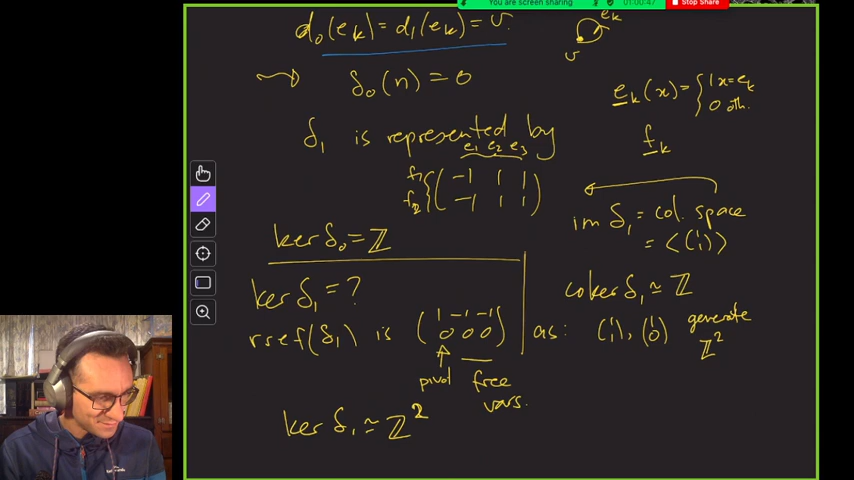 You are screen sharing 01:00:47 Stop Share
d₀(eₖ) = d₁(eₖ) = v.
eₖ
v
⇝ δ₀(n) = 0
eₖ(x) = { 1 x=eₖ
0 oth.
fₖ
δ₁ is represented by
e₁ e₂ e₃
f₁ ( -1 1 1
f₂ -1 1 1 )
im δ₁ = col. space
= <(1 1)>
ker δ₀ = ℤ
ker δ₁ = ?
coker δ₁ ≃ ℤ
rref(δ₁) is ( 1 -1 -1
0 0 0 )
as: (1 1), (1 0) generate
ℤ²
pivot free
vars.
ker δ₁ ≃ ℤ²